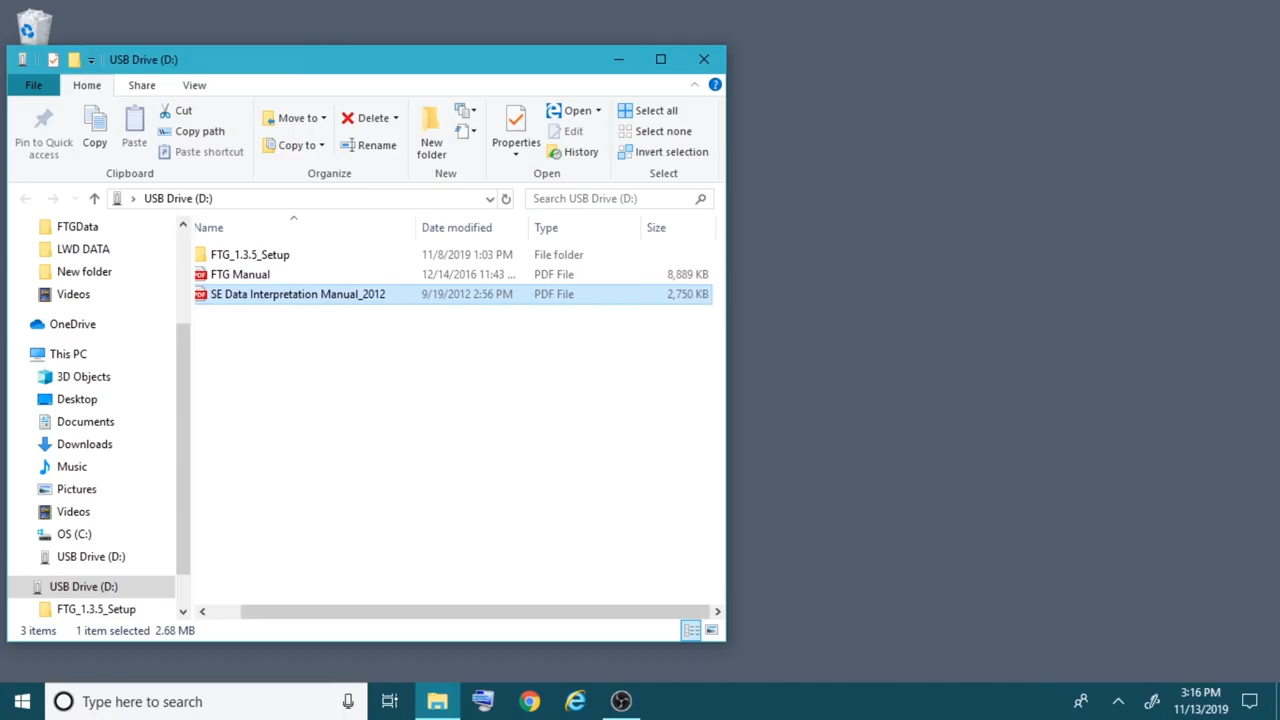 USB Drive (D:)
File Home Share View
Pin to Quick access
Copy
Paste
Cut
Copy path
Paste shortcut
Clipboard
Move to
Copy to
Delete
Rename
Organize
New folder
New
Properties
Open
Edit
History
Open
Select all
Select none
Invert selection
Select
USB Drive (D:)
Search USB Drive (D:)
FTGData
LWD DATA
New folder
Videos
OneDrive
This PC
3D Objects
Desktop
Documents
Downloads
Music
Pictures
Videos
OS (C:)
USB Drive (D:)
USB Drive (D:)
FTG_1.3.5_Setup
Name Date modified Type Size
FTG_1.3.5_Setup 11/8/2019 1:03 PM File folder
FTG Manual 12/14/2016 11:43 ... PDF File 8,889 KB
SE Data Interpretation Manual_2012 9/19/2012 2:56 PM PDF File 2,750 KB
3 items 1 item selected 2.68 MB
Type here to search
3:16 PM
11/13/2019